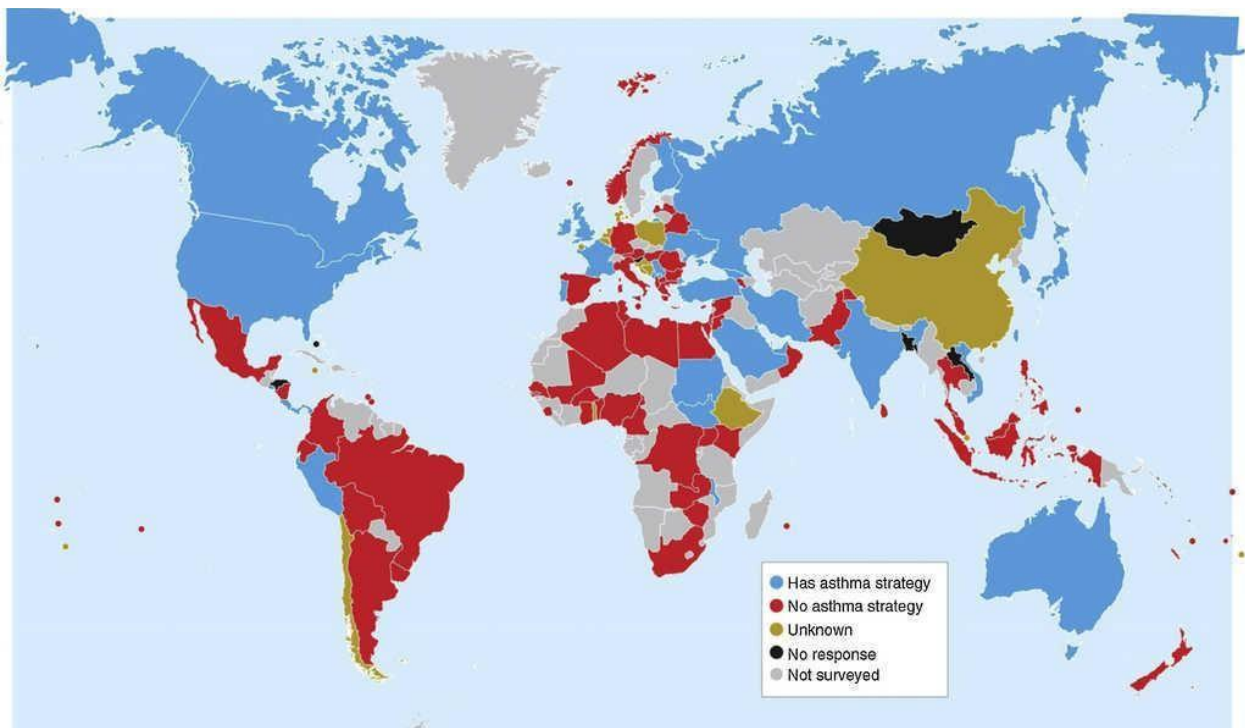 Has asthma strategy
No asthma strategy
Unknown
No response
Not surveyed